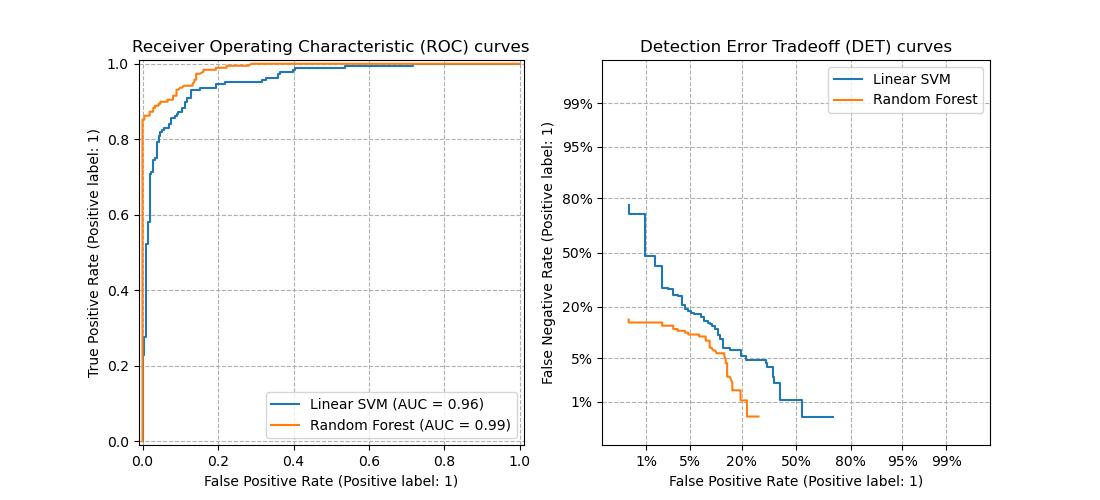 Receiver Operating Characteristic (ROC) curves
True Positive Rate (Positive label: 1)
1.0
0.8
0.6
0.4
0.2
0.0
Linear SVM (AUC = 0.96)
Random Forest (AUC = 0.99)
0.0 0.2 0.4 0.6 0.8 1.0
False Positive Rate (Positive label: 1)
Detection Error Tradeoff (DET) curves
False Negative Rate (Positive label: 1)
Linear SVM
Random Forest
99%
95%
80%
50%
20%
5%
1%
1% 5% 20% 50% 80% 95% 99%
False Positive Rate (Positive label: 1)